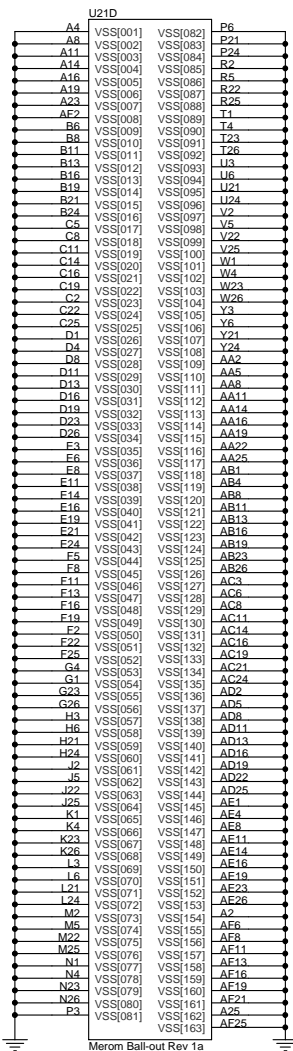 U21D
A4 VSS[001] VSS[082] P6
A8 VSS[002] VSS[083] P21
A11 VSS[003] VSS[084] P24
A14 VSS[004] VSS[085] R2
A16 VSS[005] VSS[086] R5
A19 VSS[006] VSS[087] R22
A23 VSS[007] VSS[088] R25
AF2 VSS[008] VSS[089] T1
B6 VSS[009] VSS[090] T4
B8 VSS[010] VSS[091] T23
B11 VSS[011] VSS[092] T26
B13 VSS[012] VSS[093] U3
B16 VSS[013] VSS[094] U6
B19 VSS[014] VSS[095] U21
B21 VSS[015] VSS[096] U24
B24 VSS[016] VSS[097] V2
C5 VSS[017] VSS[098] V5
C8 VSS[018] VSS[099] V22
C11 VSS[019] VSS[100] V25
C14 VSS[020] VSS[101] W1
C16 VSS[021] VSS[102] W4
C19 VSS[022] VSS[103] W23
C2 VSS[023] VSS[104] W26
C22 VSS[024] VSS[105] Y3
C25 VSS[025] VSS[106] Y6
D1 VSS[026] VSS[107] Y21
D4 VSS[027] VSS[108] Y24
D8 VSS[028] VSS[109] AA2
D11 VSS[029] VSS[110] AA5
D13 VSS[030] VSS[111] AA8
D16 VSS[031] VSS[112] AA11
D19 VSS[032] VSS[113] AA14
D23 VSS[033] VSS[114] AA16
D26 VSS[034] VSS[115] AA19
E3 VSS[035] VSS[116] AA22
E6 VSS[036] VSS[117] AA25
E8 VSS[037] VSS[118] AB1
E11 VSS[038] VSS[119] AB4
E14 VSS[039] VSS[120] AB8
E16 VSS[040] VSS[121] AB11
E19 VSS[041] VSS[122] AB13
E21 VSS[042] VSS[123] AB16
E24 VSS[043] VSS[124] AB19
F5 VSS[044] VSS[125] AB23
F8 VSS[045] VSS[126] AB26
F11 VSS[046] VSS[127] AC3
F13 VSS[047] VSS[128] AC6
F16 VSS[048] VSS[129] AC8
F19 VSS[049] VSS[130] AC11
F2 VSS[050] VSS[131] AC14
F22 VSS[051] VSS[132] AC16
F25 VSS[052] VSS[133] AC19
G4 VSS[053] VSS[134] AC21
G1 VSS[054] VSS[135] AC24
G23 VSS[055] VSS[136] AD2
G26 VSS[056] VSS[137] AD5
H3 VSS[057] VSS[138] AD8
H6 VSS[058] VSS[139] AD11
H21 VSS[059] VSS[140] AD13
H24 VSS[060] VSS[141] AD16
J2 VSS[061] VSS[142] AD19
J5 VSS[062] VSS[143] AD22
J22 VSS[063] VSS[144] AD25
J25 VSS[064] VSS[145] AE1
K1 VSS[065] VSS[146] AE4
K4 VSS[066] VSS[147] AE8
K23 VSS[067] VSS[148] AE11
K26 VSS[068] VSS[149] AE14
L3 VSS[069] VSS[150] AE16
L6 VSS[070] VSS[151] AE19
L21 VSS[071] VSS[152] AE23
L24 VSS[072] VSS[153] AE26
M2 VSS[073] VSS[154] A2
M5 VSS[074] VSS[155] AF6
M22 VSS[075] VSS[156] AF8
M25 VSS[076] VSS[157] AF11
N1 VSS[077] VSS[158] AF13
N4 VSS[078] VSS[159] AF16
N23 VSS[079] VSS[160] AF19
N26 VSS[080] VSS[161] AF21
P3 VSS[081] VSS[162] A25
VSS[163] AF25
Merom Ball-out Rev 1a